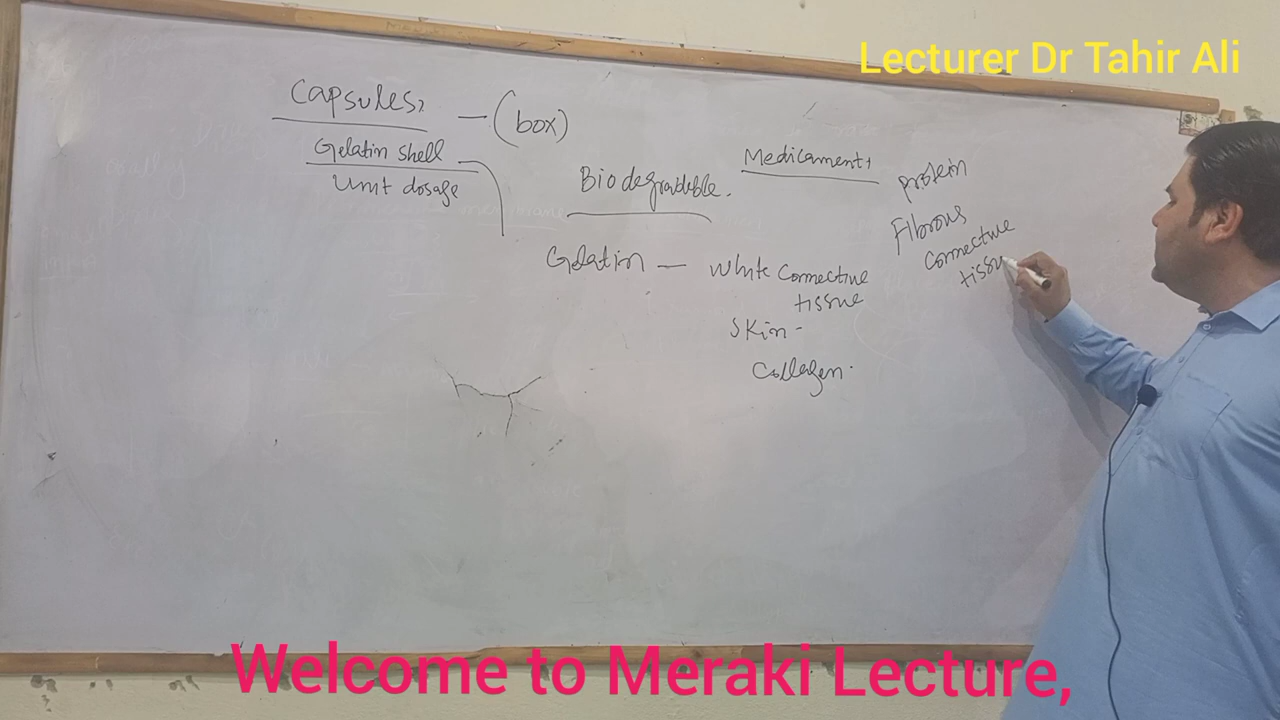 Lecturer Dr Tahir Ali
Capsules,
— (box)
Gelatin shell
Unit dosage
Biodegradable.
Medicament,
protein
Fibrous
Connective
tissu
Gelatin — White Connective
tissue
Skin -
Collagen.
Welcome to Meraki Lecture,